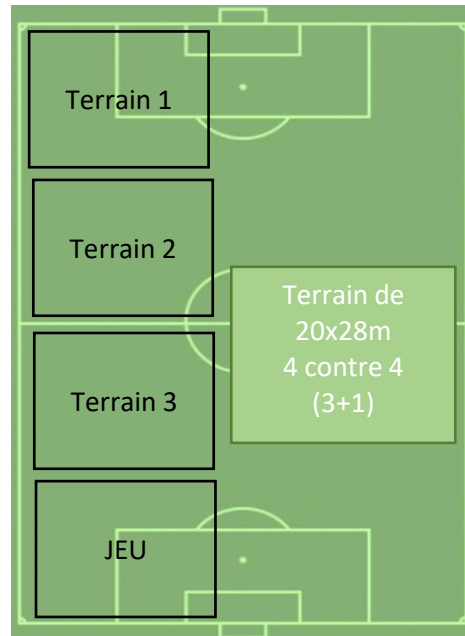 Terrain 1
Terrain 2
Terrain de
20x28m
4 contre 4
(3+1)
Terrain 3
JEU